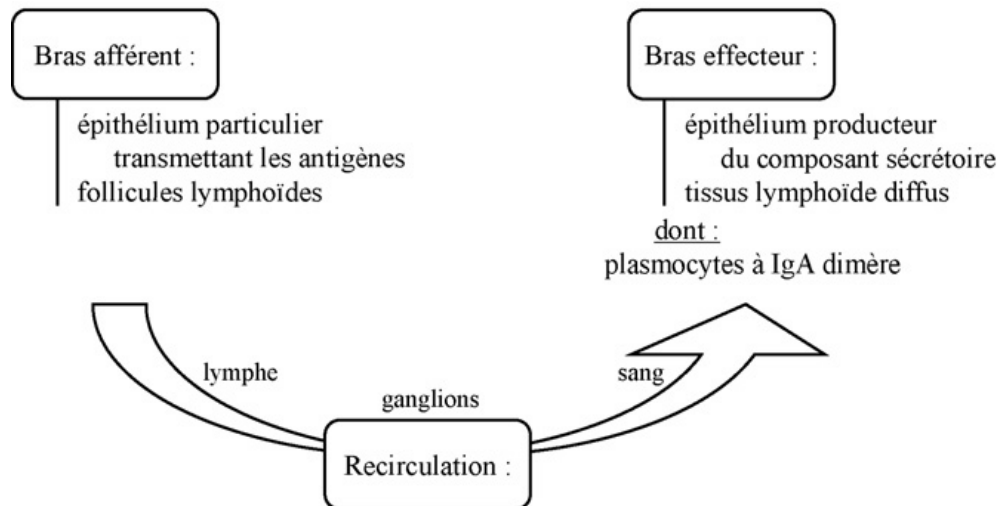 Bras afférent :
épithélium particulier
transmettant les antigènes
follicules lymphoïdes
Bras effecteur :
épithélium producteur
du composant sécrétoire
tissus lymphoïde diffus
dont :
plasmocytes à IgA dimère
lymphe
ganglions
sang
Recirculation :